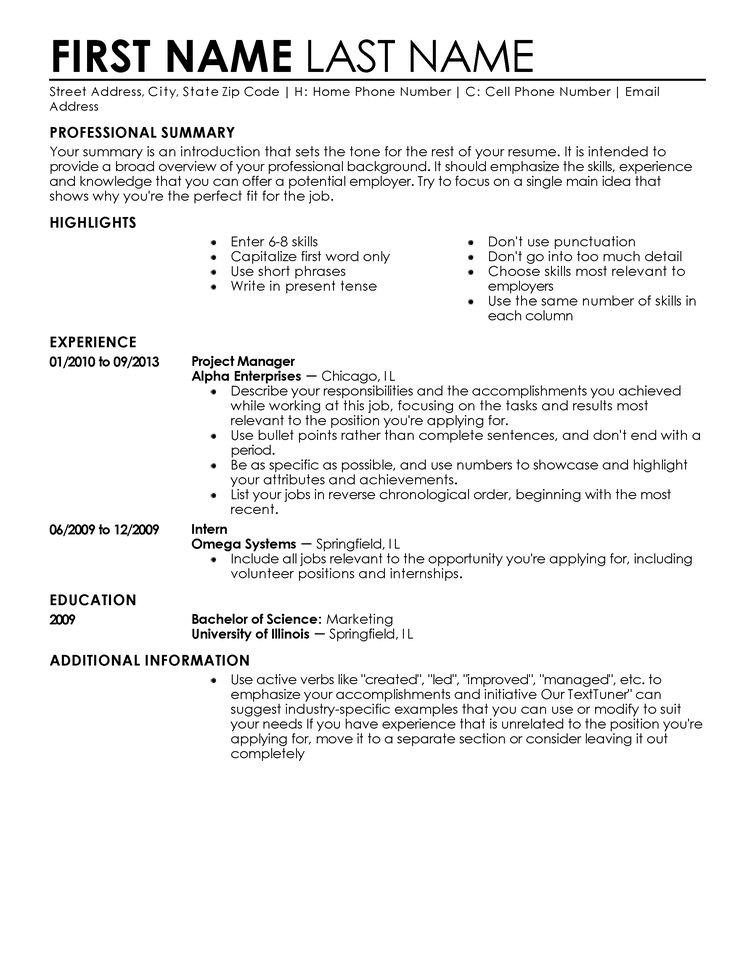 FIRST NAME LAST NAME
Street Address, City, State Zip Code | H: Home Phone Number | C: Cell Phone Number | Email
Address
PROFESSIONAL SUMMARY
Your summary is an introduction that sets the tone for the rest of your resume. It is intended to
provide a broad overview of your professional background. It should emphasize the skills, experience
and knowledge that you can offer a potential employer. Try to focus on a single main idea that
shows why you're the perfect fit for the job.
HIGHLIGHTS
• Enter 6-8 skills
• Capitalize first word only
• Use short phrases
• Write in present tense
• Don't use punctuation
• Don't go into too much detail
• Choose skills most relevant to
employers
• Use the same number of skills in
each column
EXPERIENCE
01/2010 to 09/2013 Project Manager
Alpha Enterprises — Chicago, IL
• Describe your responsibilities and the accomplishments you achieved
while working at this job, focusing on the tasks and results most
relevant to the position you're applying for.
• Use bullet points rather than complete sentences, and don't end with a
period.
• Be as specific as possible, and use numbers to showcase and highlight
your attributes and achievements.
• List your jobs in reverse chronological order, beginning with the most
recent.
06/2009 to 12/2009 Intern
Omega Systems — Springfield, IL
• Include all jobs relevant to the opportunity you're applying for, including
volunteer positions and internships.
EDUCATION
2009 Bachelor of Science: Marketing
University of Illinois — Springfield, IL
ADDITIONAL INFORMATION
• Use active verbs like "created", "led", "improved", "managed", etc. to
emphasize your accomplishments and initiative Our TextTuner" can
suggest industry-specific examples that you can use or modify to suit
your needs If you have experience that is unrelated to the position you're
applying for, move it to a separate section or consider leaving it out
completely